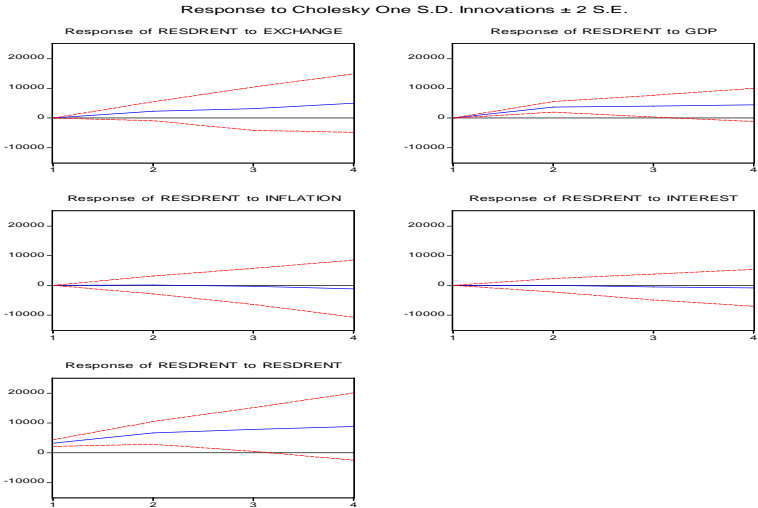 Response to Cholesky One S.D. Innovations ± 2 S.E.
Response of RESDRENT to EXCHANGE
20000
10000
0
-10000
1 2 3 4
Response of RESDRENT to GDP
20000
10000
0
-10000
1 2 3 4
Response of RESDRENT to INFLATION
20000
10000
0
-10000
1 2 3 4
Response of RESDRENT to INTEREST
20000
10000
0
-10000
1 2 3 4
Response of RESDRENT to RESDRENT
20000
10000
0
-10000
1 2 3 4